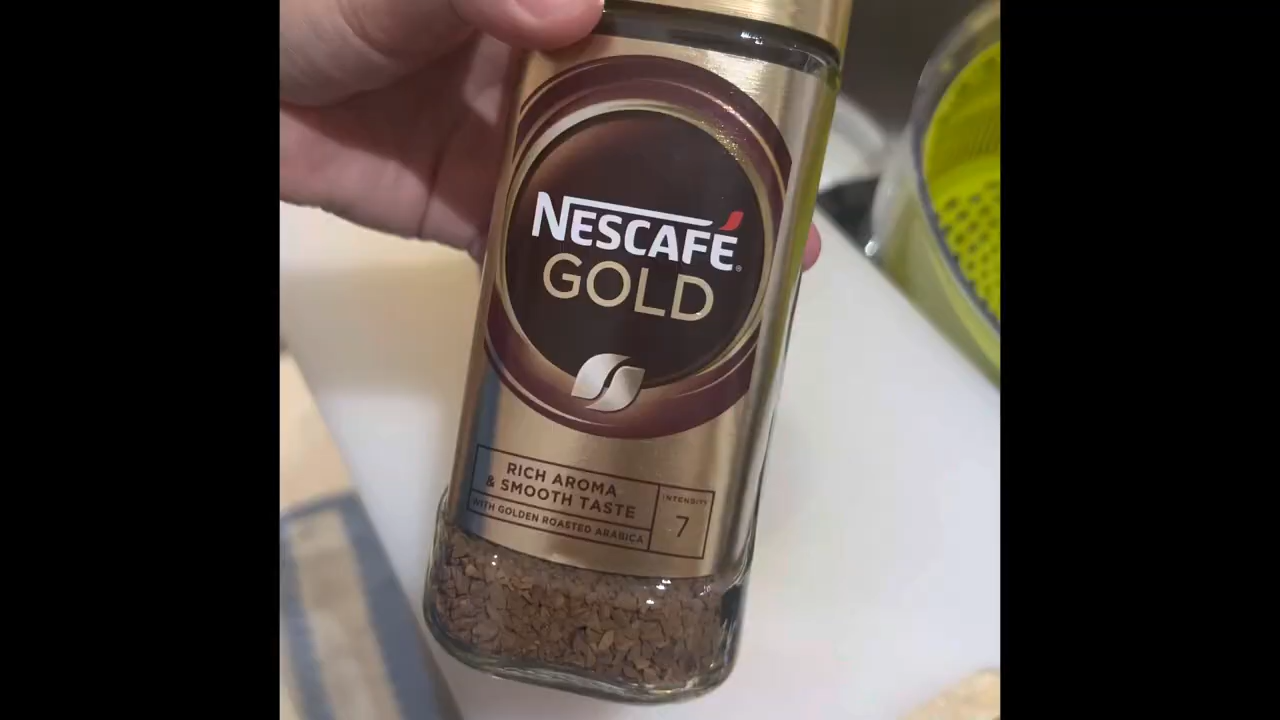 NESCAFÉ®
GOLD
RICH AROMA
& SMOOTH TASTE
WITH GOLDEN ROASTED ARABICA
INTENSITY
7